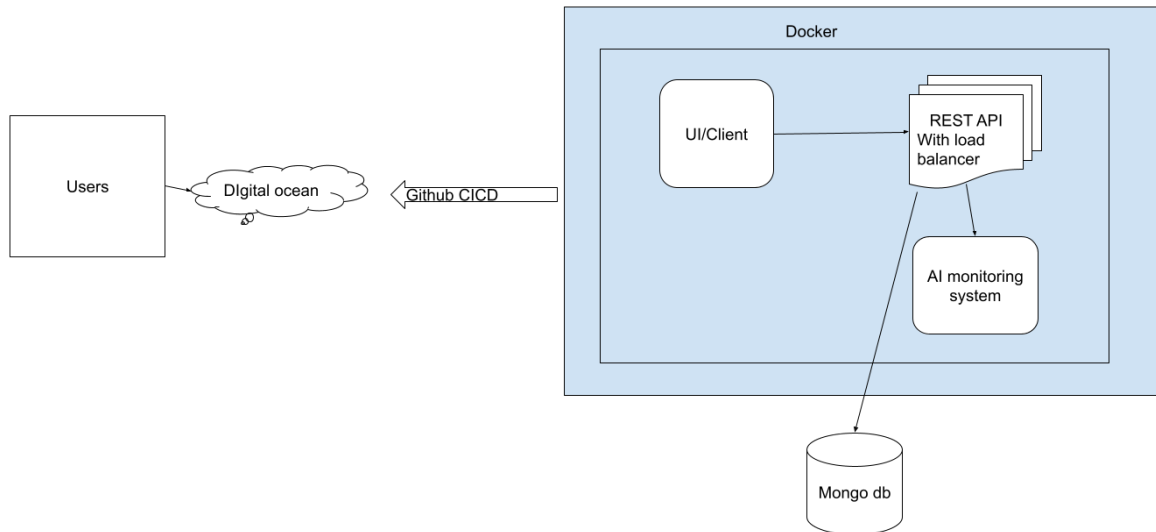 Docker
Users
DIgital ocean
Github CICD
UI/Client
REST API
With load
balancer
AI monitoring
system
Mongo db